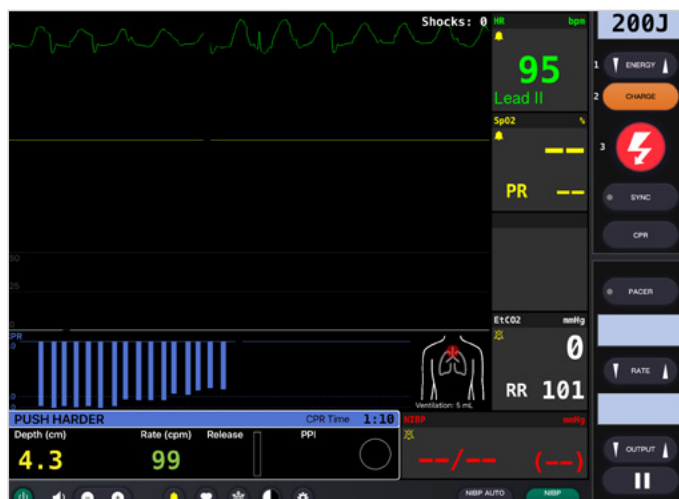 Shocks: 0
HR bpm
95
Lead II
SpO2 %
--
PR --
50
25
0
EtCO2 mmHg
0
RR 101
CPR
Ventilation: 5 mL
PUSH HARDER CPR Time 1:10
Depth (cm) Rate (cpm) Release PPI
4.3 99
NIBP mmHg
--/-- (--)
NIBP AUTO NIBP
200J
1 ENERGY
2 CHARGE
3
SYNC
CPR
PACER
RATE
OUTPUT